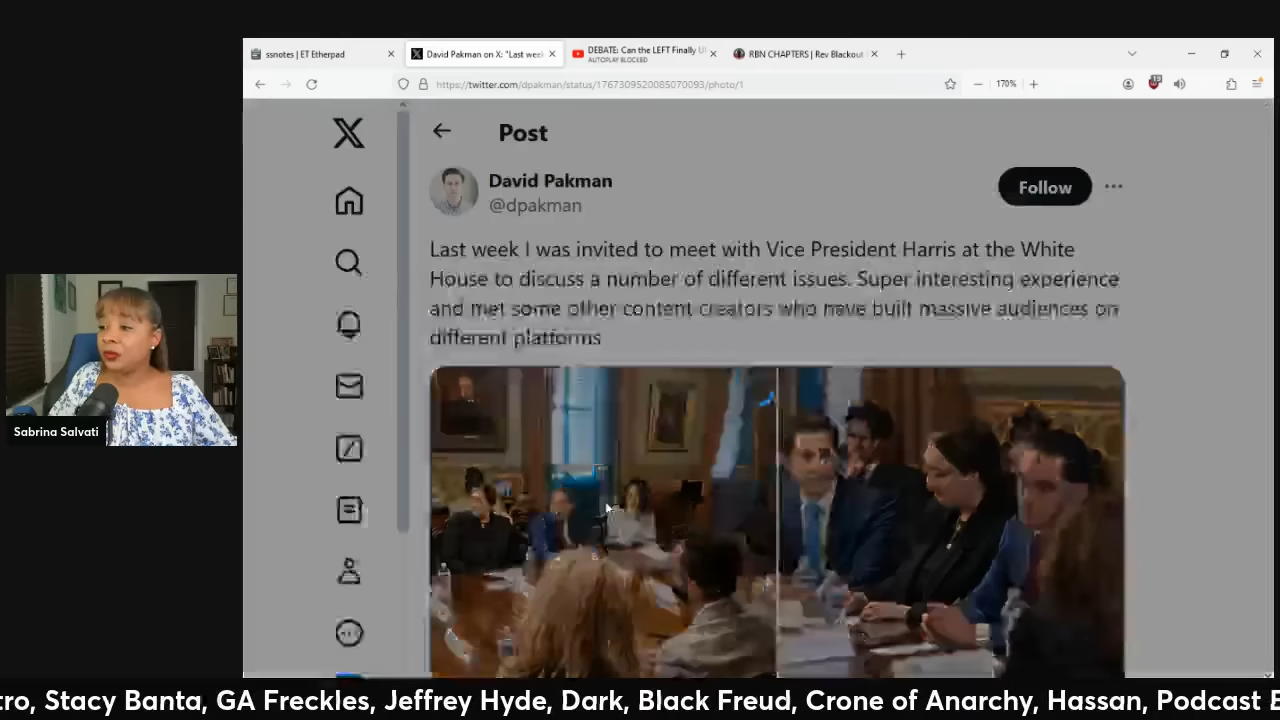 ssnotes | ET Etherpad
David Pakman on X: "Last week
DEBATE: Can the LEFT Finally U
AUTOPLAY BLOCKED
RBN CHAPTERS | Rev Blackout
https://twitter.com/dpakman/status/1767309520085070093/photo/1
170%
Post
David Pakman
@dpakman
Follow
Last week I was invited to meet with Vice President Harris at the White
House to discuss a number of different issues. Super interesting experience
and met some other content creators who have built massive audiences on
different platforms
Sabrina Salvati
tro, Stacy Banta, GA Freckles, Jeffrey Hyde, Dark, Black Freud, Crone of Anarchy, Hassan, Podcast